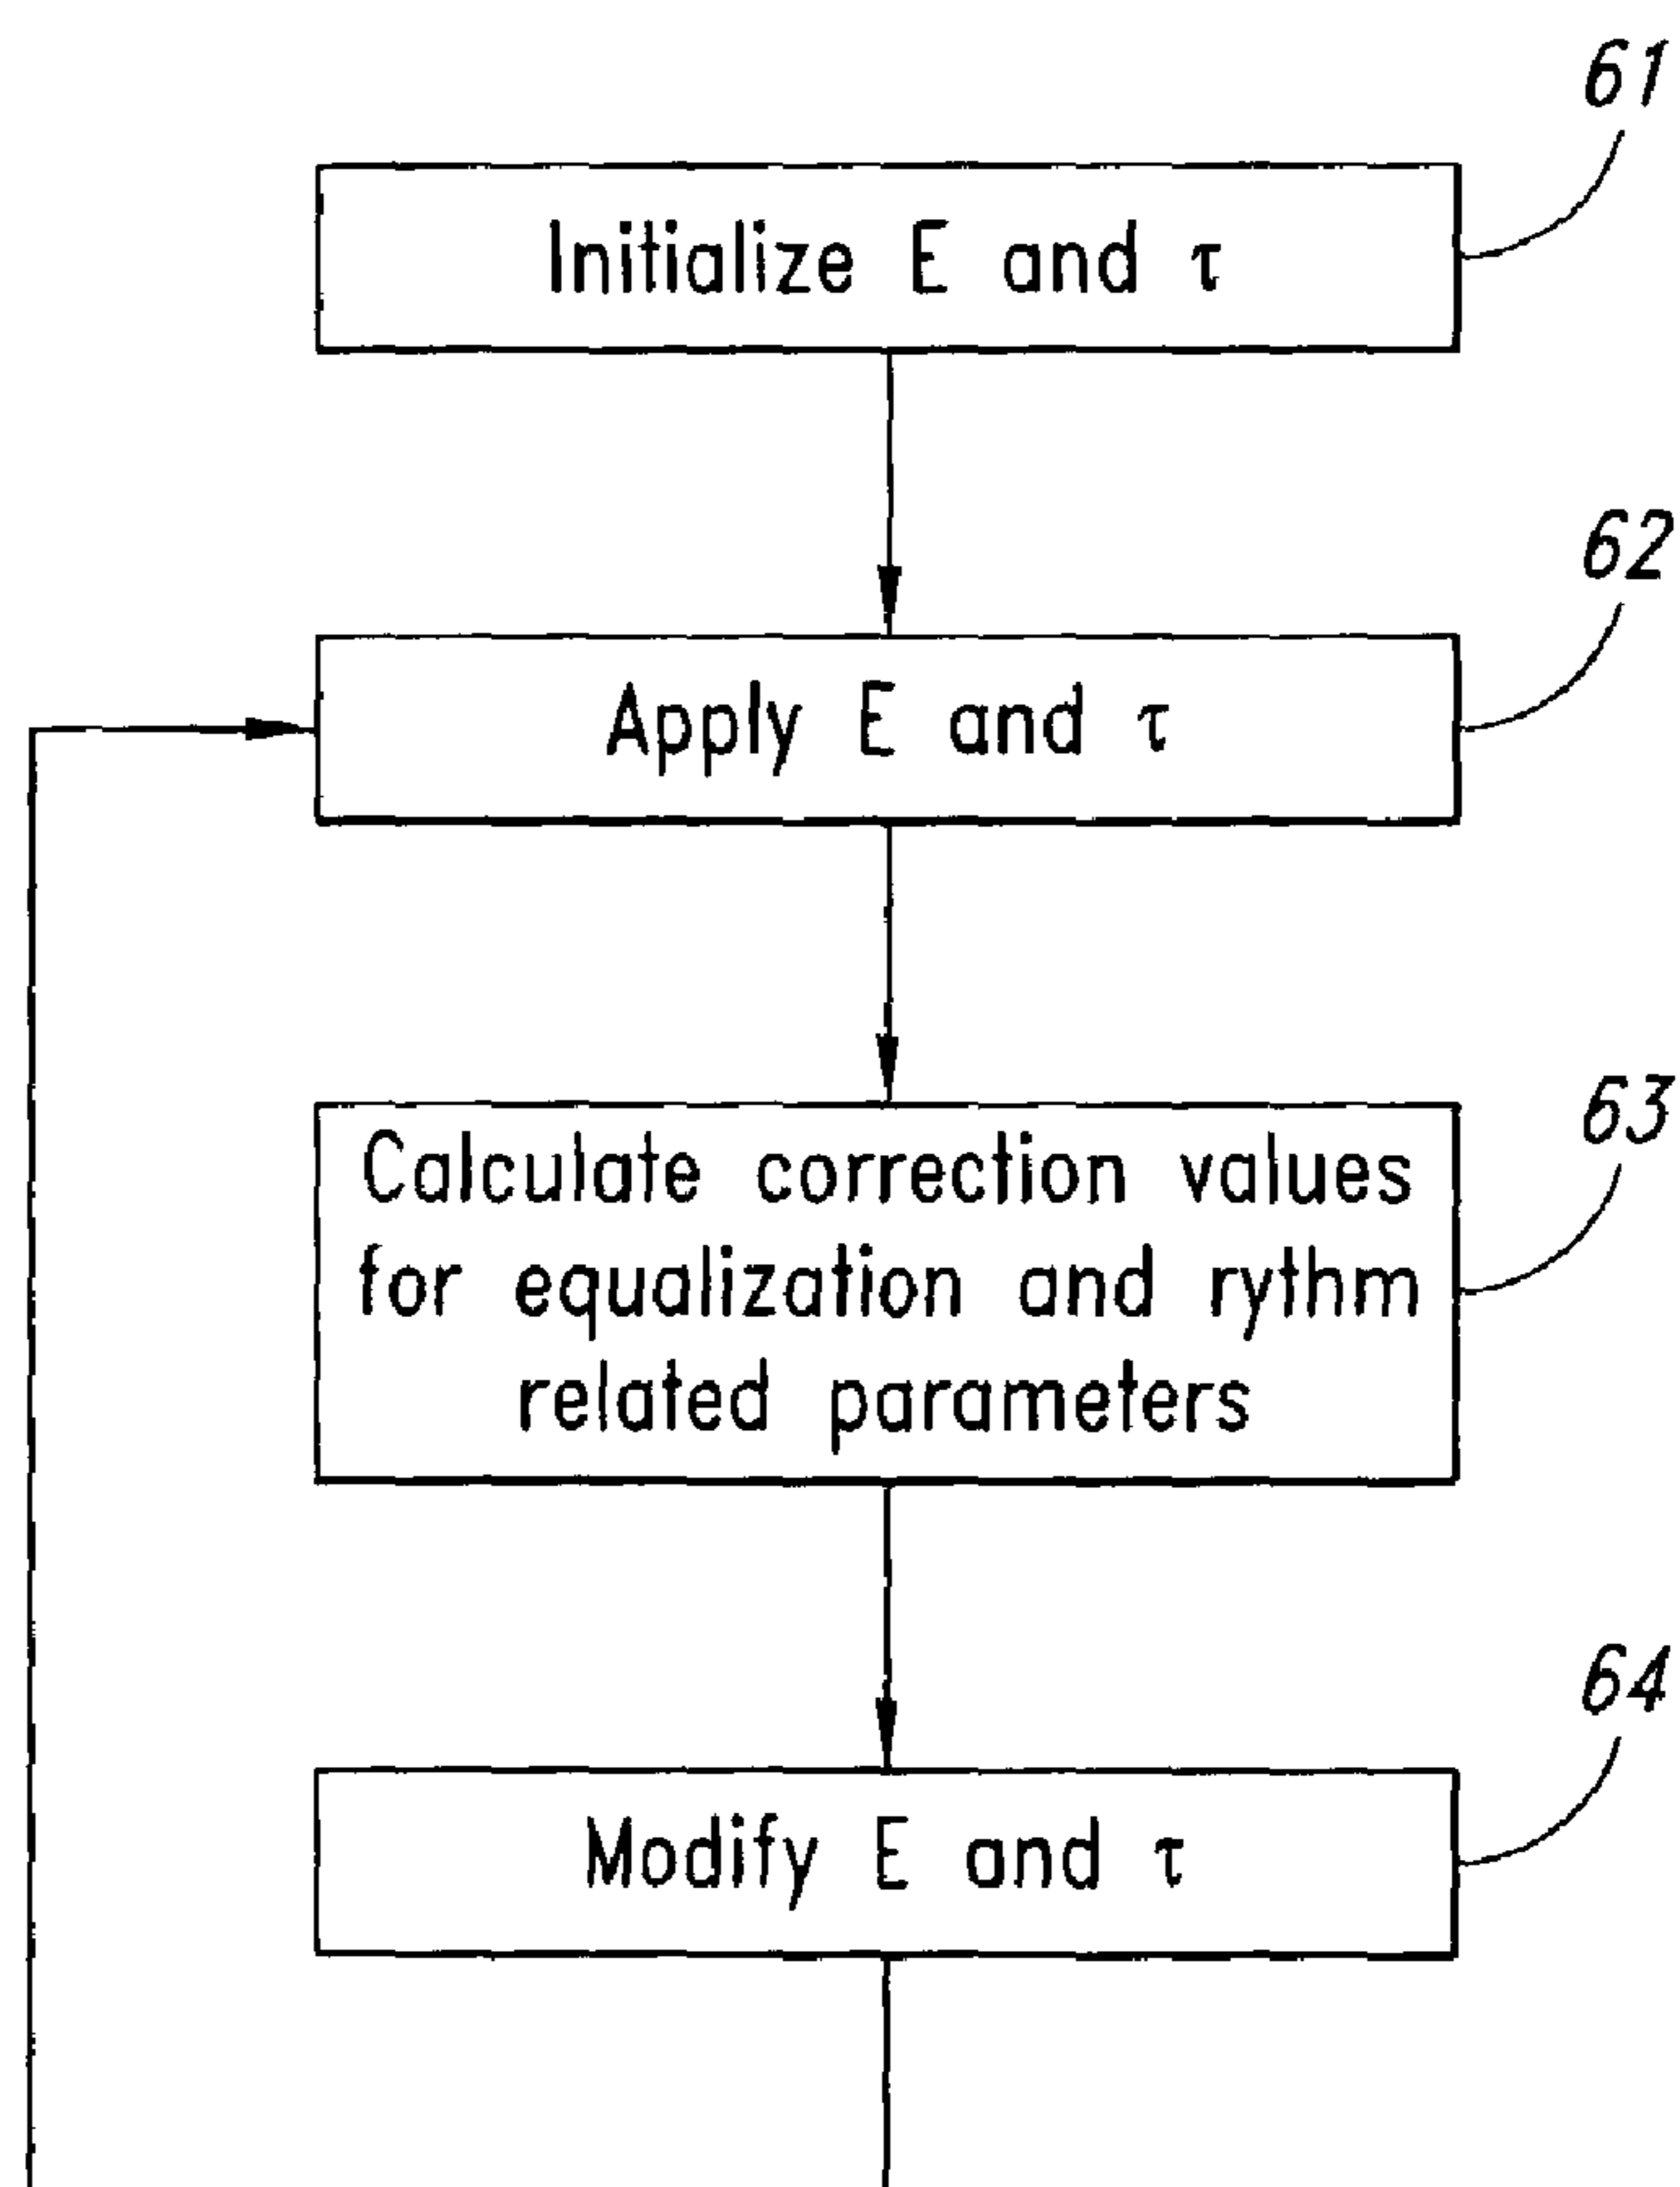 61
Initialize E and τ
62
Apply E and τ
63
Calculate correction values
for equalization and rythm
related parameters
64
Modify E and τ